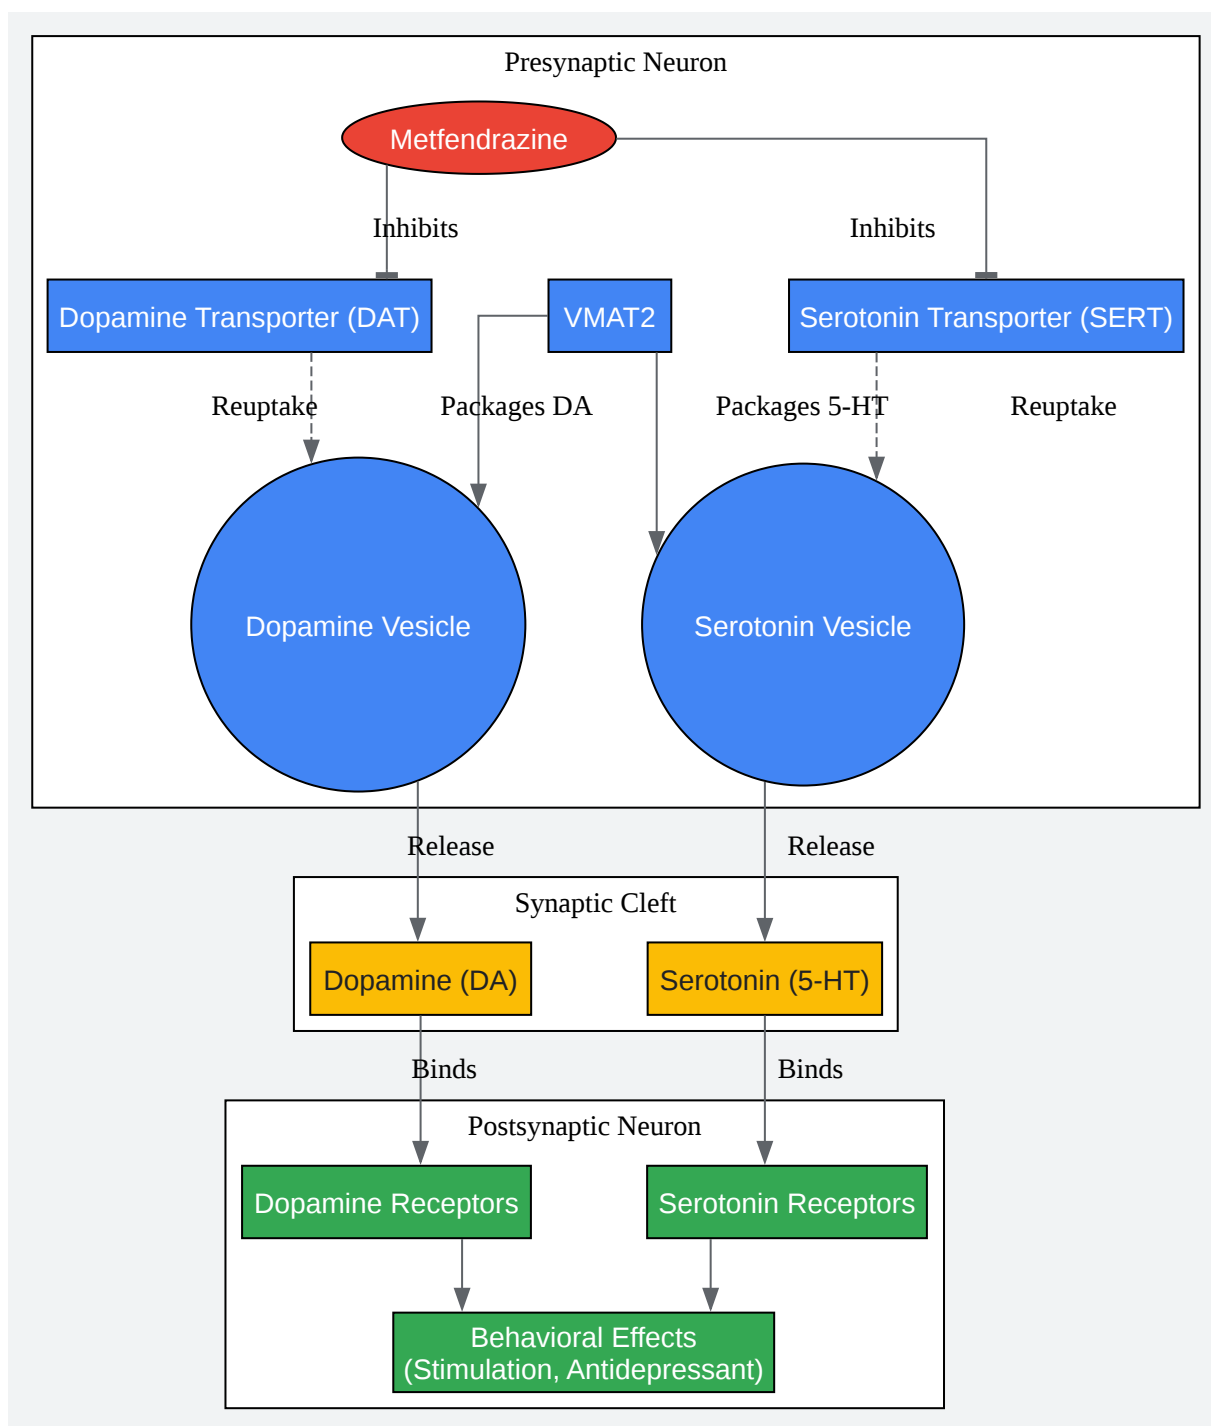 Presynaptic Neuron
Metfendrazine
Inhibits
Inhibits
Dopamine Transporter (DAT)
VMAT2
Serotonin Transporter (SERT)
Reuptake
Packages DA
Packages 5-HT
Reuptake
Dopamine Vesicle
Serotonin Vesicle
Release
Release
Synaptic Cleft
Dopamine (DA)
Serotonin (5-HT)
Binds
Binds
Postsynaptic Neuron
Dopamine Receptors
Serotonin Receptors
Behavioral Effects
(Stimulation, Antidepressant)